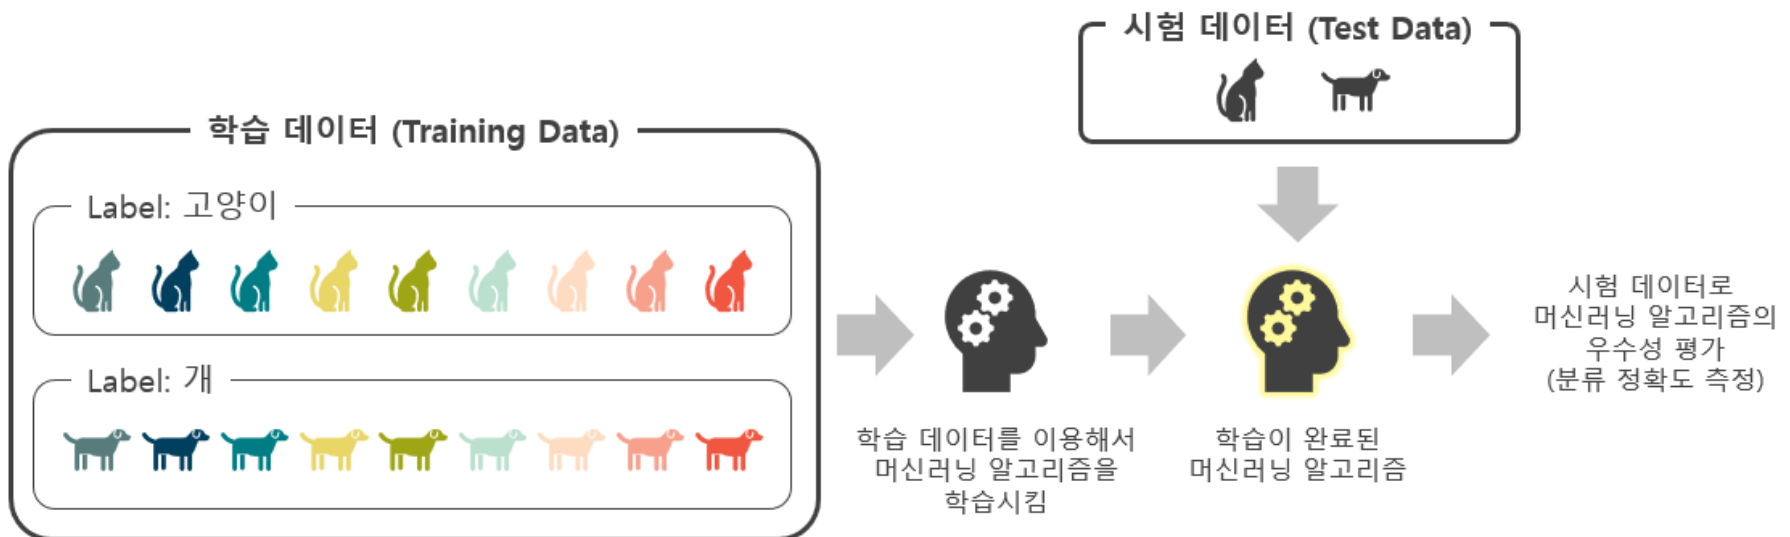 시험 데이터 (Test Data)
학습 데이터 (Training Data)
Label: 고양이
Label: 개
학습 데이터를 이용해서
머신러닝 알고리즘을
학습시킴
학습이 완료된
머신러닝 알고리즘
시험 데이터로
머신러닝 알고리즘의
우수성 평가
(분류 정확도 측정)